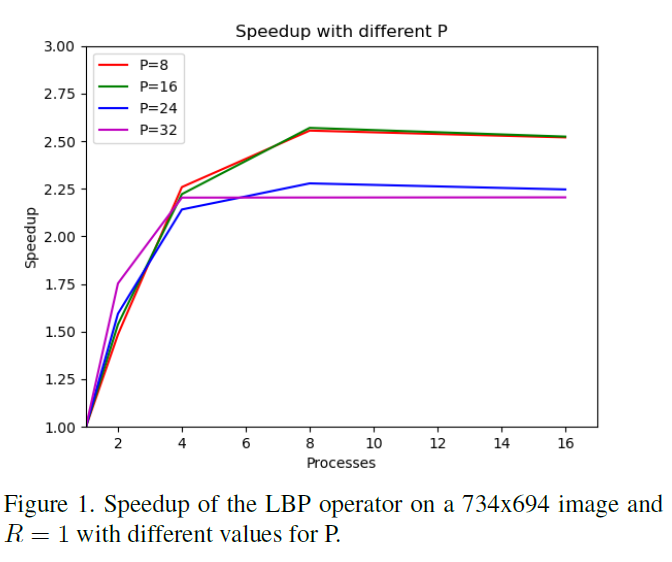 Speedup with different P
3.00
2.75
2.50
2.25
2.00
1.75
1.50
1.25
1.00
Speedup
P=8
P=16
P=24
P=32
2 4 6 8 10 12 14 16
Processes
Figure 1. Speedup of the LBP operator on a 734x694 image and
R = 1 with different values for P.